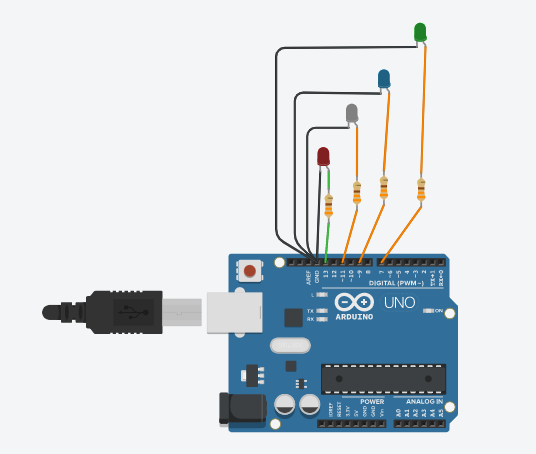 AREF
GND
13
12
~11
~10
~9
8
7
~6
~5
4
~3
2
TX→1
RX←0
DIGITAL (PWM~)
L
TX
RX
UNO
ARDUINO
ON
POWER
ANALOG IN
IOREF
RESET
3.3V
5V
GND
GND
Vin
A0
A1
A2
A3
A4
A5